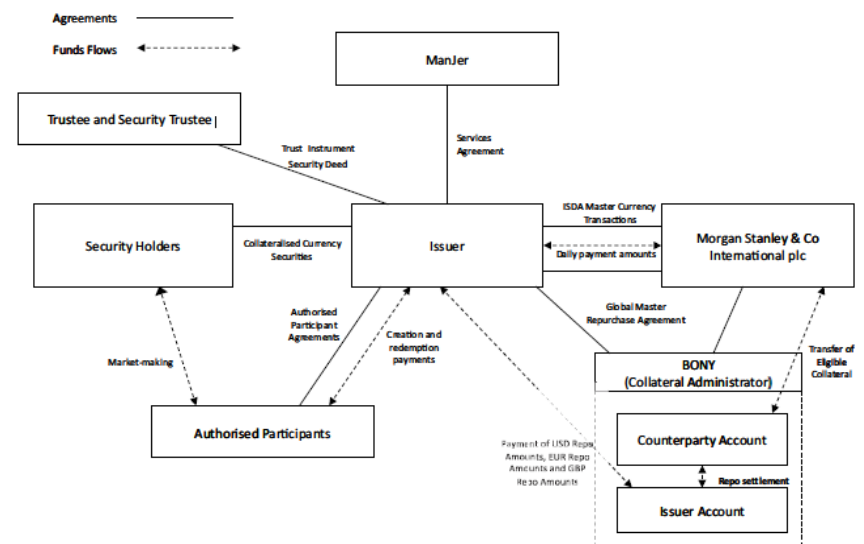 Agreements
Funds Flows
ManJer
Trustee and Security Trustee
Services
Agreement
Trust Instrument
Security Deed
Security Holders
Collateralised Currency
Securities
Issuer
ISDA Master Currency
Transactions
Daily payment amounts
Morgan Stanley & Co
International plc
Global Master
Repurchase Agreement
Authorised
Participant
Agreements
Creation and
redemption
payments
Market-making
Transfer of
Eligible
Collateral
BONY
(Collateral Administrator)
Authorised Participants
Counterparty Account
Payment of USD Repo
Amounts, EUR Repo
Amounts and GBP
Repo Amounts
Repo settlement
Issuer Account